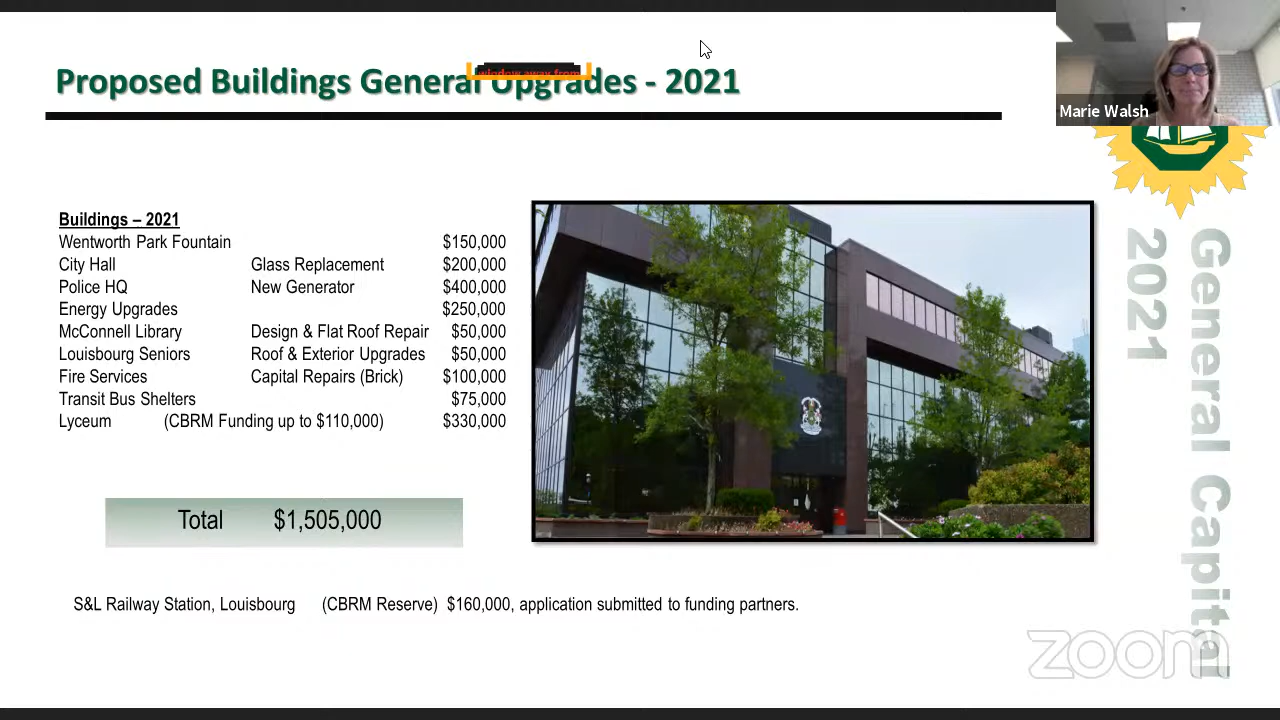 Proposed Buildings General Upgrades - 2021
window away from
Marie Walsh
Buildings – 2021
Wentworth Park Fountain $150,000
City Hall Glass Replacement $200,000
Police HQ New Generator $400,000
Energy Upgrades $250,000
McConnell Library Design & Flat Roof Repair $50,000
Louisbourg Seniors Roof & Exterior Upgrades $50,000
Fire Services Capital Repairs (Brick) $100,000
Transit Bus Shelters $75,000
Lyceum (CBRM Funding up to $110,000) $330,000
Total $1,505,000
S&L Railway Station, Louisbourg (CBRM Reserve) $160,000, application submitted to funding partners.
General Capital
2021
zoom